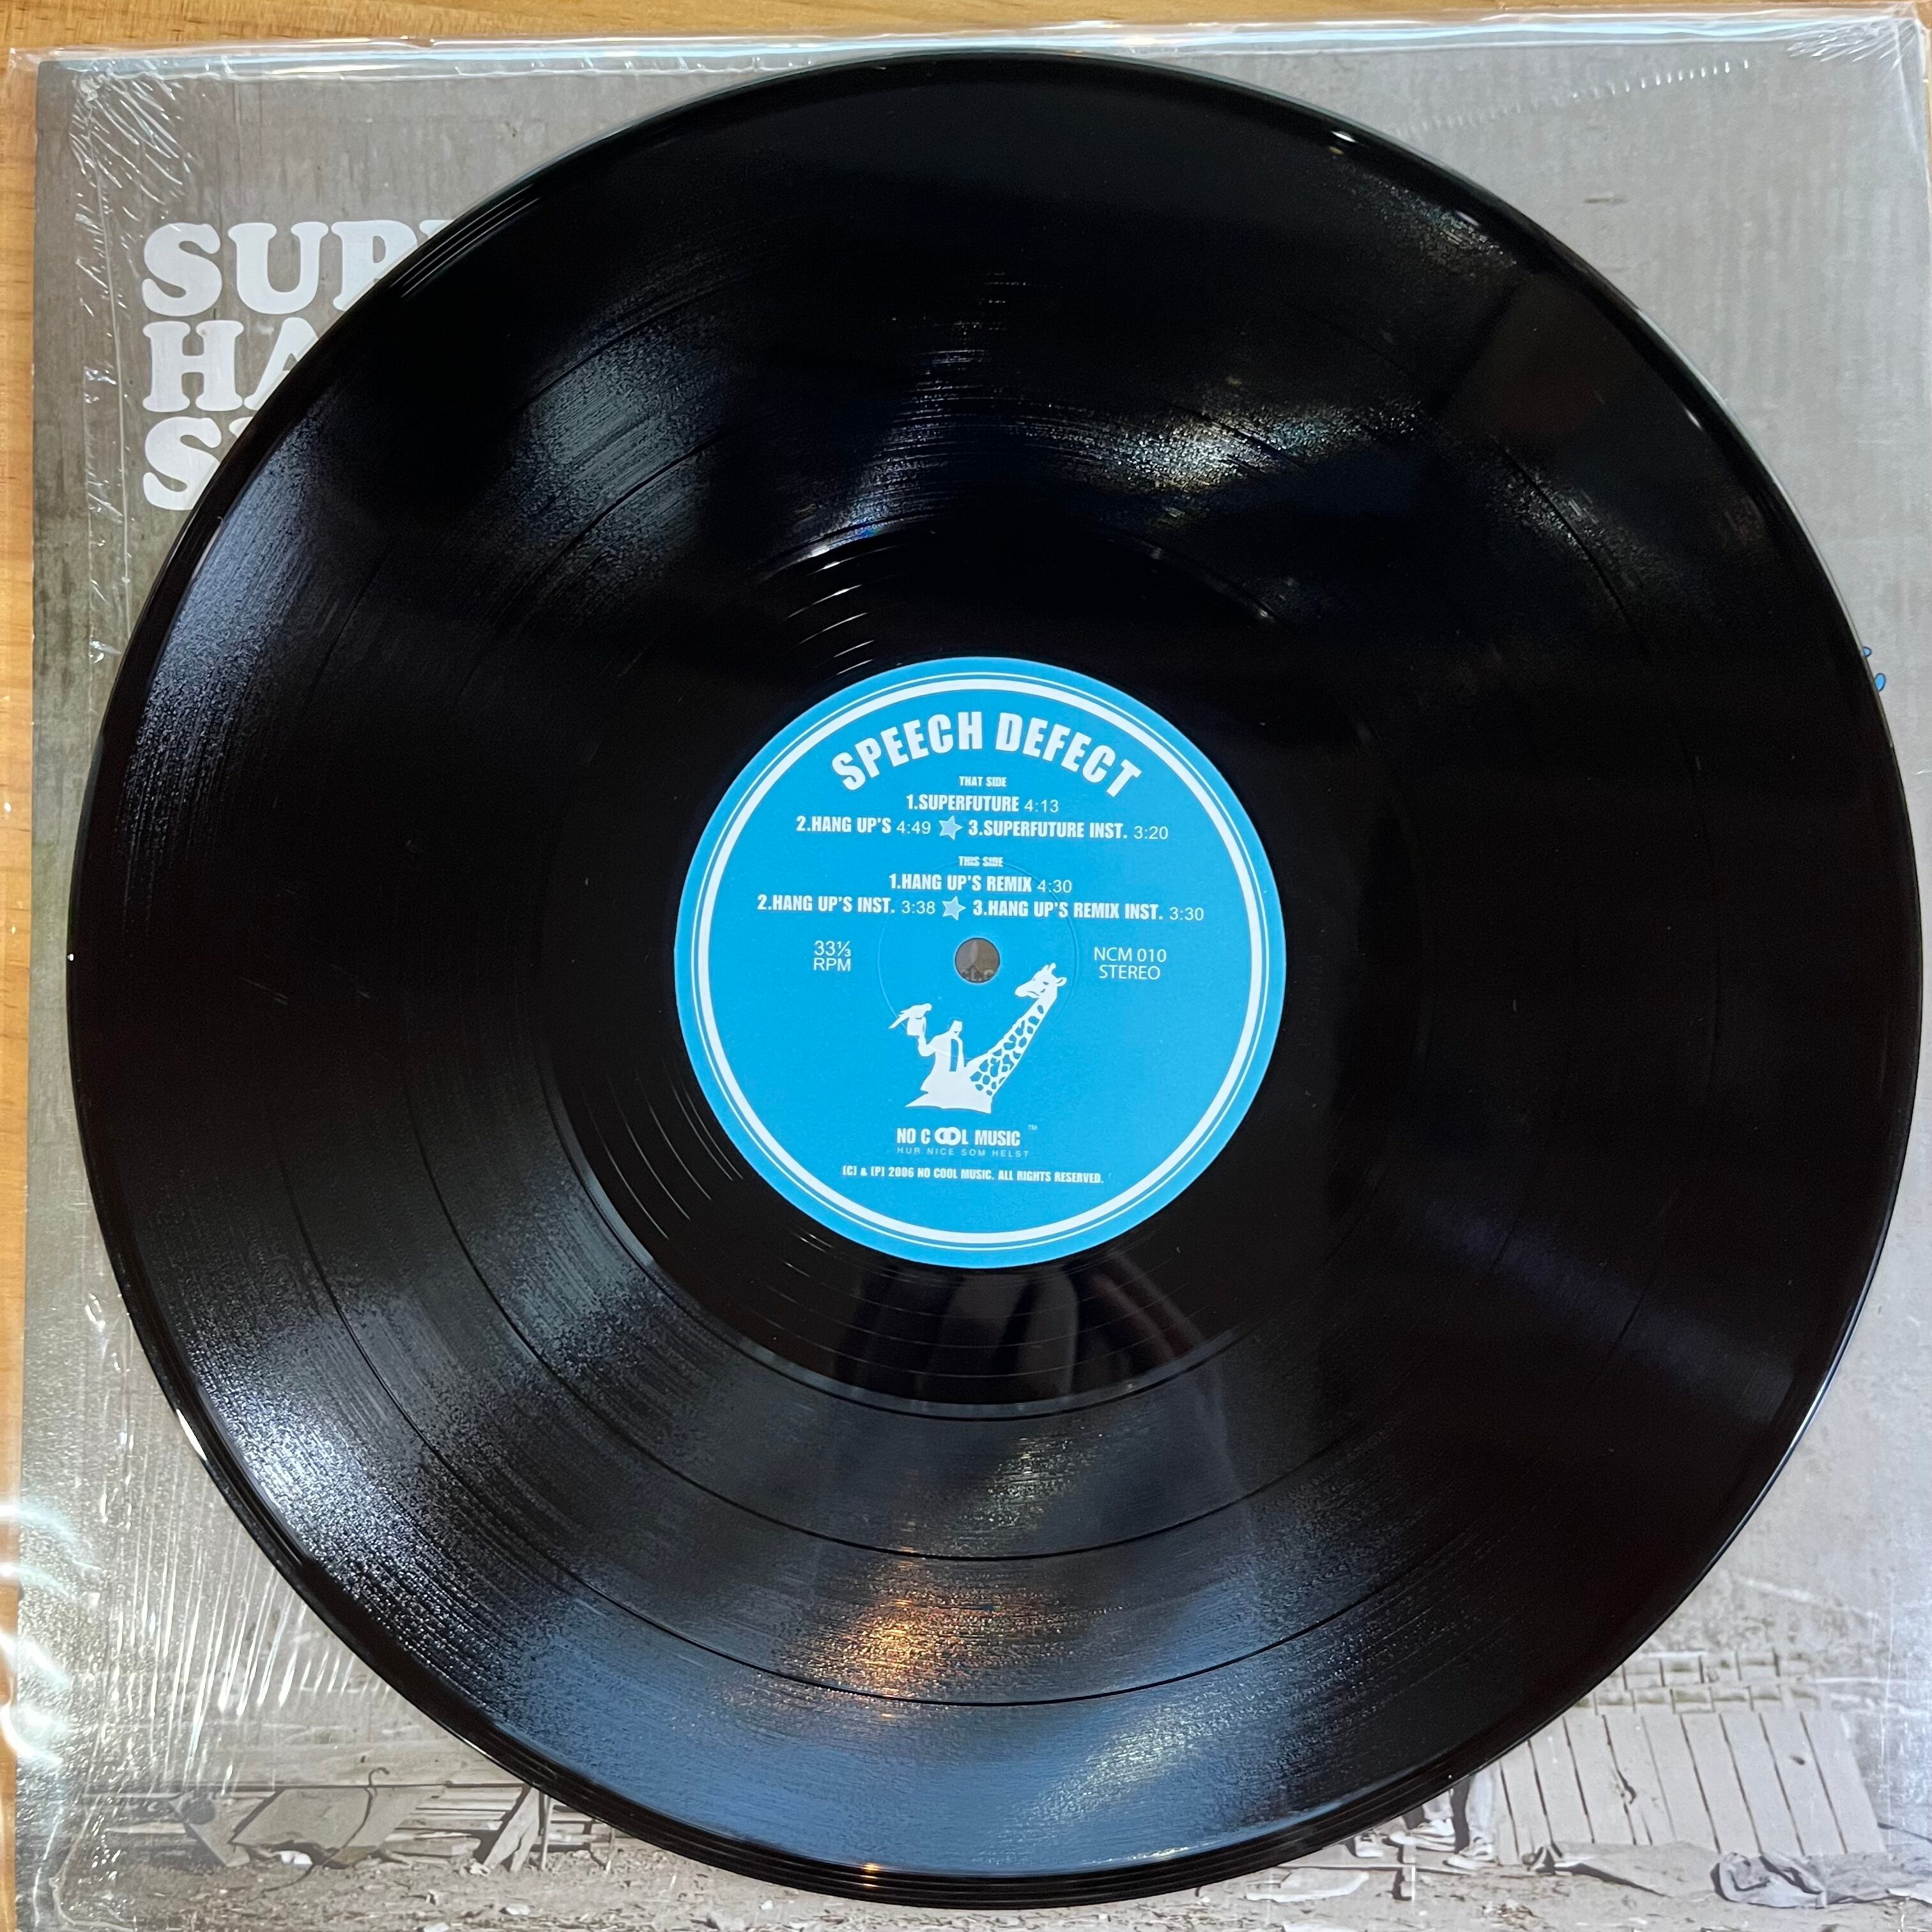 SUP
HA
S
SPEECH DEFECT
THAT SIDE
1.SUPERFUTURE 4:13
2.HANG UP'S 4:49 ★ 3.SUPERFUTURE INST. 3:20
THIS SIDE
1.HANG UP'S REMIX 4:30
2.HANG UP'S INST. 3:38 ★ 3.HANG UP'S REMIX INST. 3:30
33⅓ RPM
NCM 010 STEREO
NO COOL MUSIC ™
HUR NICE SOM HELST
(C) & (P) 2006 NO COOL MUSIC. ALL RIGHTS RESERVED.